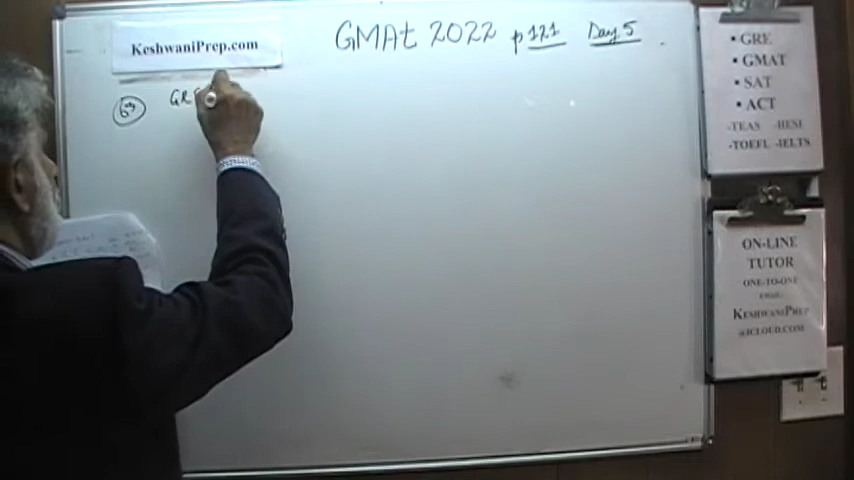 KeshwaniPrep.com
GMAt 2022 p 121 Day 5
GR
• GRE
• GMAT
• SAT
• ACT
-TEAS -HESI
-TOEFL -IELTS
ON-LINE
TUTOR
ONE-TO-ONE
EMAIL:
KESHWANIPREP
@ICLOUD.COM